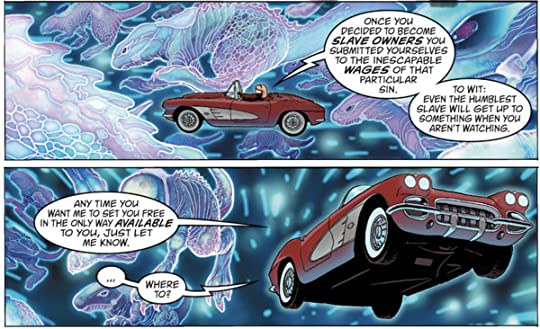 ONCE YOU
DECIDED TO BECOME
SLAVE OWNERS YOU
SUBMITTED YOURSELVES
TO THE INESCAPABLE
WAGES OF THAT
PARTICULAR
SIN.
TO WIT:
EVEN THE HUMBLEST
SLAVE WILL GET UP TO
SOMETHING WHEN YOU
AREN'T WATCHING.
ANY TIME YOU
WANT ME TO SET YOU FREE
IN THE ONLY WAY AVAILABLE
TO YOU, JUST LET
ME KNOW.
...
WHERE
TO?